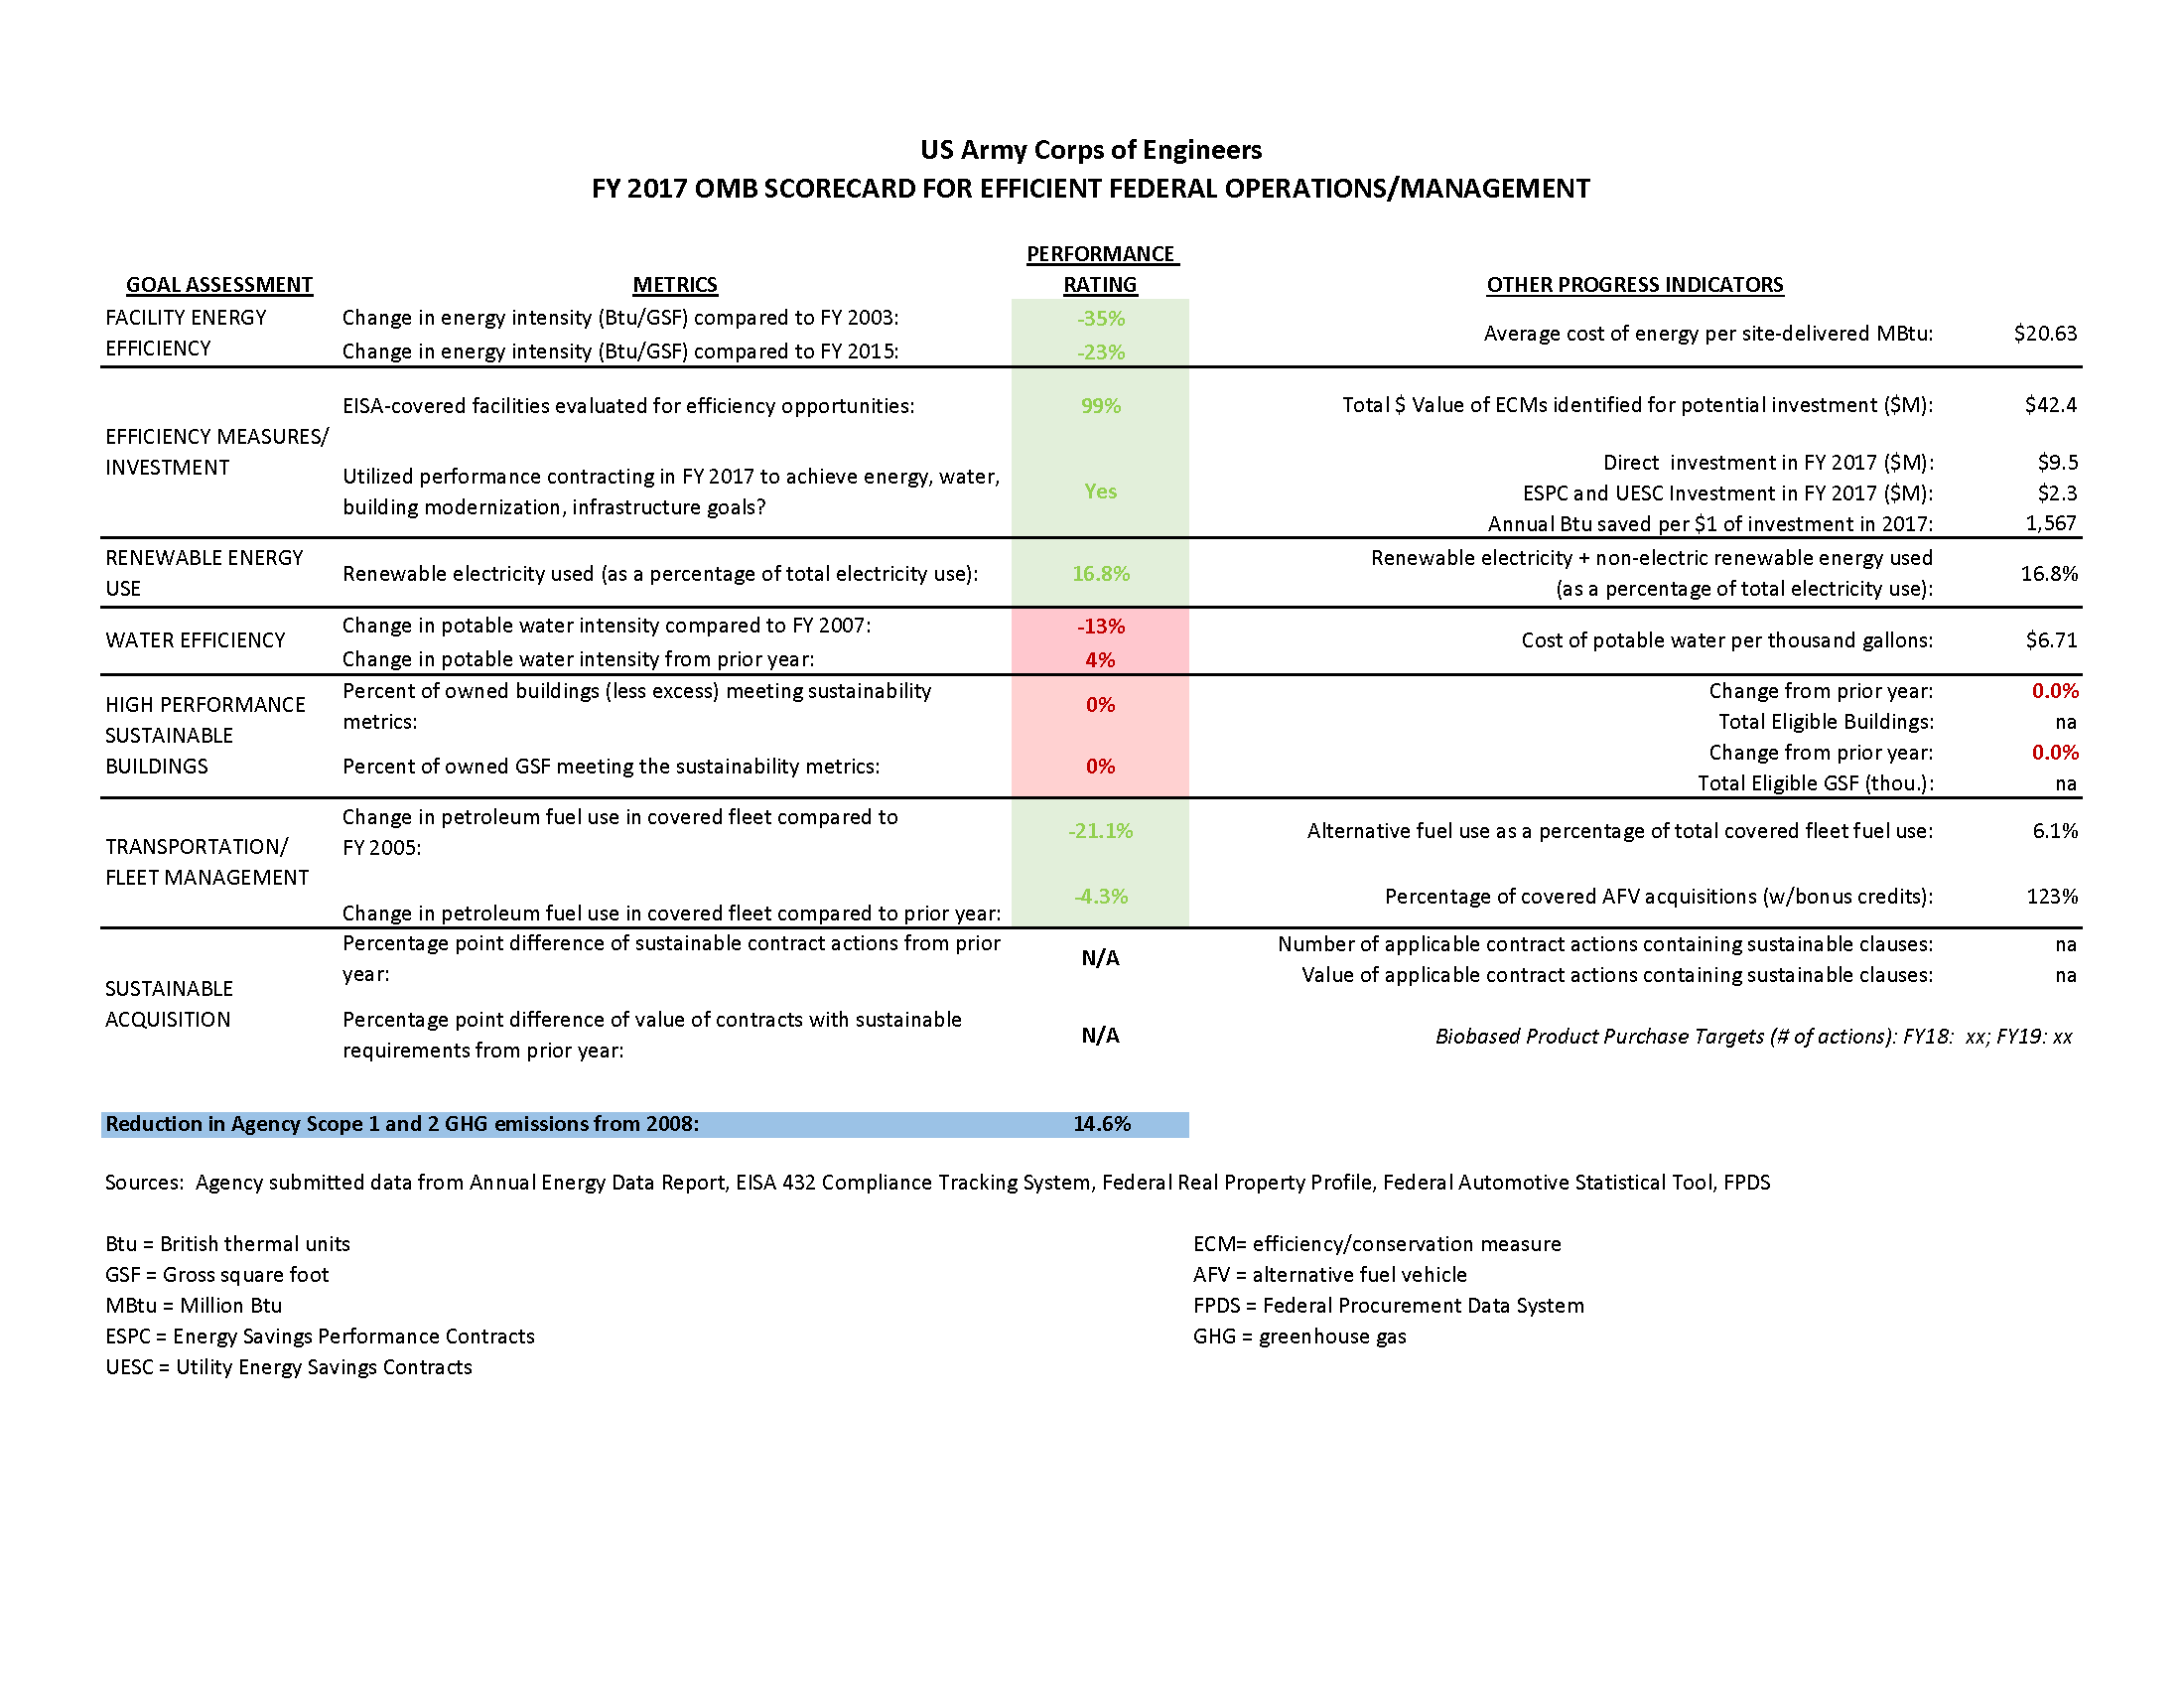 US Army Corps of Engineers
FY 2017 OMB SCORECARD FOR EFFICIENT FEDERAL OPERATIONS/MANAGEMENT
PERFORMANCE
GOAL ASSESSMENT METRICS RATING OTHER PROGRESS INDICATORS
FACILITY ENERGY
EFFICIENCY
Change in energy intensity (Btu/GSF) compared to FY 2003: -35%
Change in energy intensity (Btu/GSF) compared to FY 2015: -23%
Average cost of energy per site-delivered MBtu: $20.63
EFFICIENCY MEASURES/
INVESTMENT
EISA-covered facilities evaluated for efficiency opportunities: 99%
Total $ Value of ECMs identified for potential investment ($M): $42.4
Utilized performance contracting in FY 2017 to achieve energy, water,
building modernization, infrastructure goals?
Yes
Direct investment in FY 2017 ($M): $9.5
ESPC and UESC Investment in FY 2017 ($M): $2.3
Annual Btu saved per $1 of investment in 2017: 1,567
RENEWABLE ENERGY
USE
Renewable electricity used (as a percentage of total electricity use): 16.8%
Renewable electricity + non-electric renewable energy used
(as a percentage of total electricity use):
16.8%
WATER EFFICIENCY
Change in potable water intensity compared to FY 2007: -13%
Change in potable water intensity from prior year: 4%
Cost of potable water per thousand gallons: $6.71
HIGH PERFORMANCE
SUSTAINABLE
BUILDINGS
Percent of owned buildings (less excess) meeting sustainability
metrics:
0%
Change from prior year: 0.0%
Total Eligible Buildings: na
Percent of owned GSF meeting the sustainability metrics: 0%
Change from prior year: 0.0%
Total Eligible GSF (thou.): na
TRANSPORTATION/
FLEET MANAGEMENT
Change in petroleum fuel use in covered fleet compared to
FY 2005:
-21.1%
Alternative fuel use as a percentage of total covered fleet fuel use: 6.1%
Change in petroleum fuel use in covered fleet compared to prior year: -4.3%
Percentage of covered AFV acquisitions (w/bonus credits): 123%
SUSTAINABLE
ACQUISITION
Percentage point difference of sustainable contract actions from prior
year:
N/A
Number of applicable contract actions containing sustainable clauses: na
Value of applicable contract actions containing sustainable clauses: na
Percentage point difference of value of contracts with sustainable
requirements from prior year:
N/A
Biobased Product Purchase Targets (# of actions): FY18: xx; FY19: xx
Reduction in Agency Scope 1 and 2 GHG emissions from 2008: 14.6%
Sources: Agency submitted data from Annual Energy Data Report, EISA 432 Compliance Tracking System, Federal Real Property Profile, Federal Automotive Statistical Tool, FPDS
Btu = British thermal units
GSF = Gross square foot
MBtu = Million Btu
ESPC = Energy Savings Performance Contracts
UESC = Utility Energy Savings Contracts
ECM= efficiency/conservation measure
AFV = alternative fuel vehicle
FPDS = Federal Procurement Data System
GHG = greenhouse gas